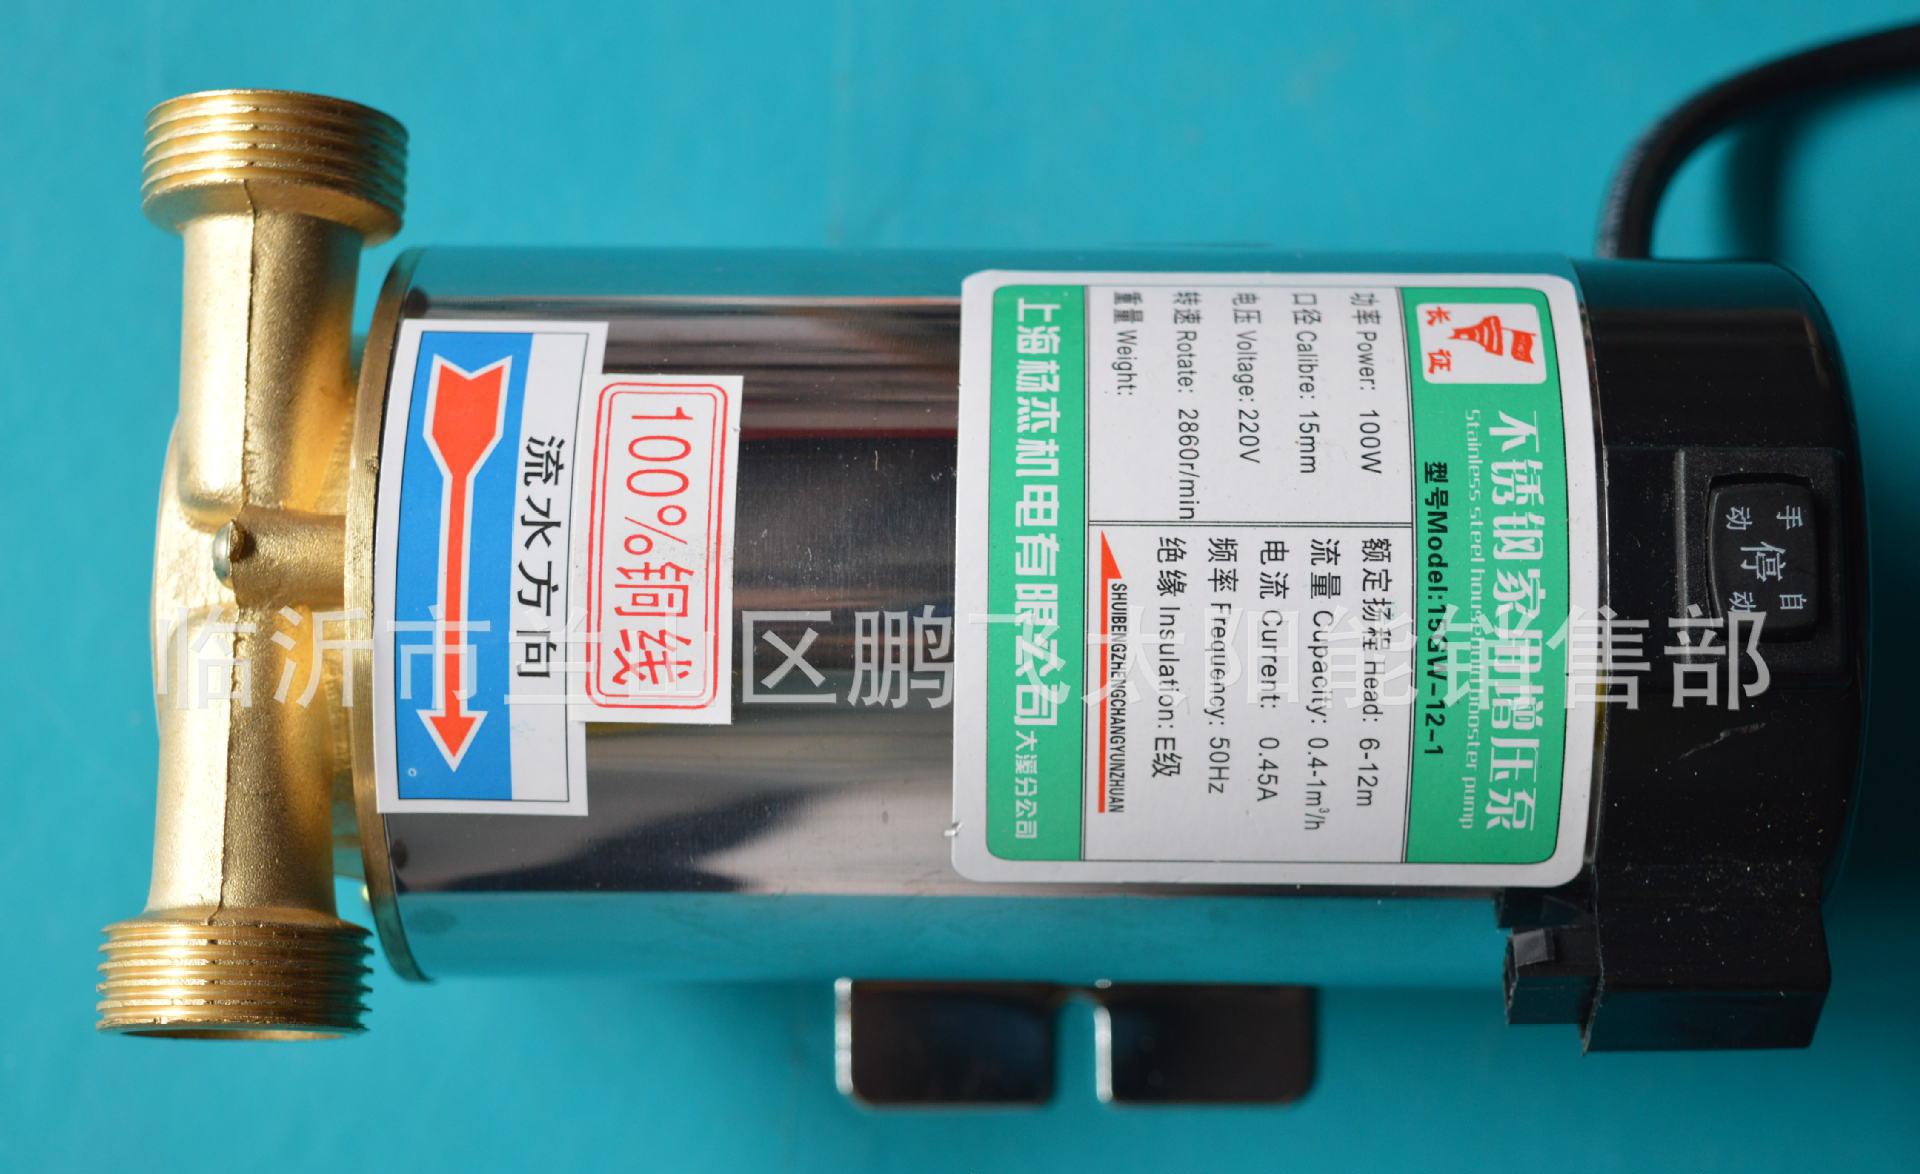 长征
不锈钢家用增压泵
Stainless steel household booster pump
型号Model:15GW-12-1
功率 Power: 100W
口径 Calibre: 15mm
电压 Voltage: 220V
转速 Rotate: 2860r/min
重量 Weight:
额定扬程 Head: 6-12m
流量 Cupacity: 0.4-1m³/h
电流 Current: 0.45A
频率 Frequency: 50Hz
绝缘 Insulation: E级
SHUIBENGZHENGCHANGYUNZHUAN
上海杨杰机电有限公司大溪分公司
100%铜线
流水方向
手动
停
自动
临沂市兰山区鹏飞太阳能销售部